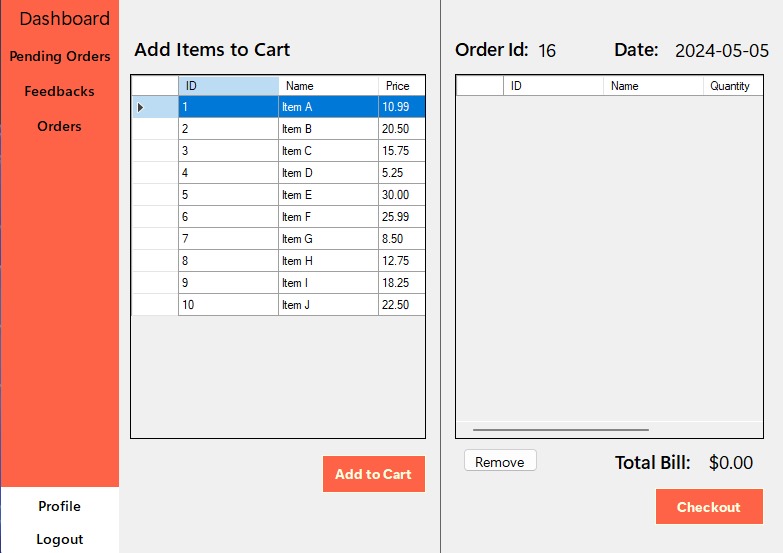 Dashboard
Pending Orders
Feedbacks
Orders
Profile
Logout
Add Items to Cart
ID Name Price
1 Item A 10.99
2 Item B 20.50
3 Item C 15.75
4 Item D 5.25
5 Item E 30.00
6 Item F 25.99
7 Item G 8.50
8 Item H 12.75
9 Item I 18.25
10 Item J 22.50
Add to Cart
Order Id: 16 Date: 2024-05-05
ID Name Quantity
Remove Total Bill: $0.00
Checkout